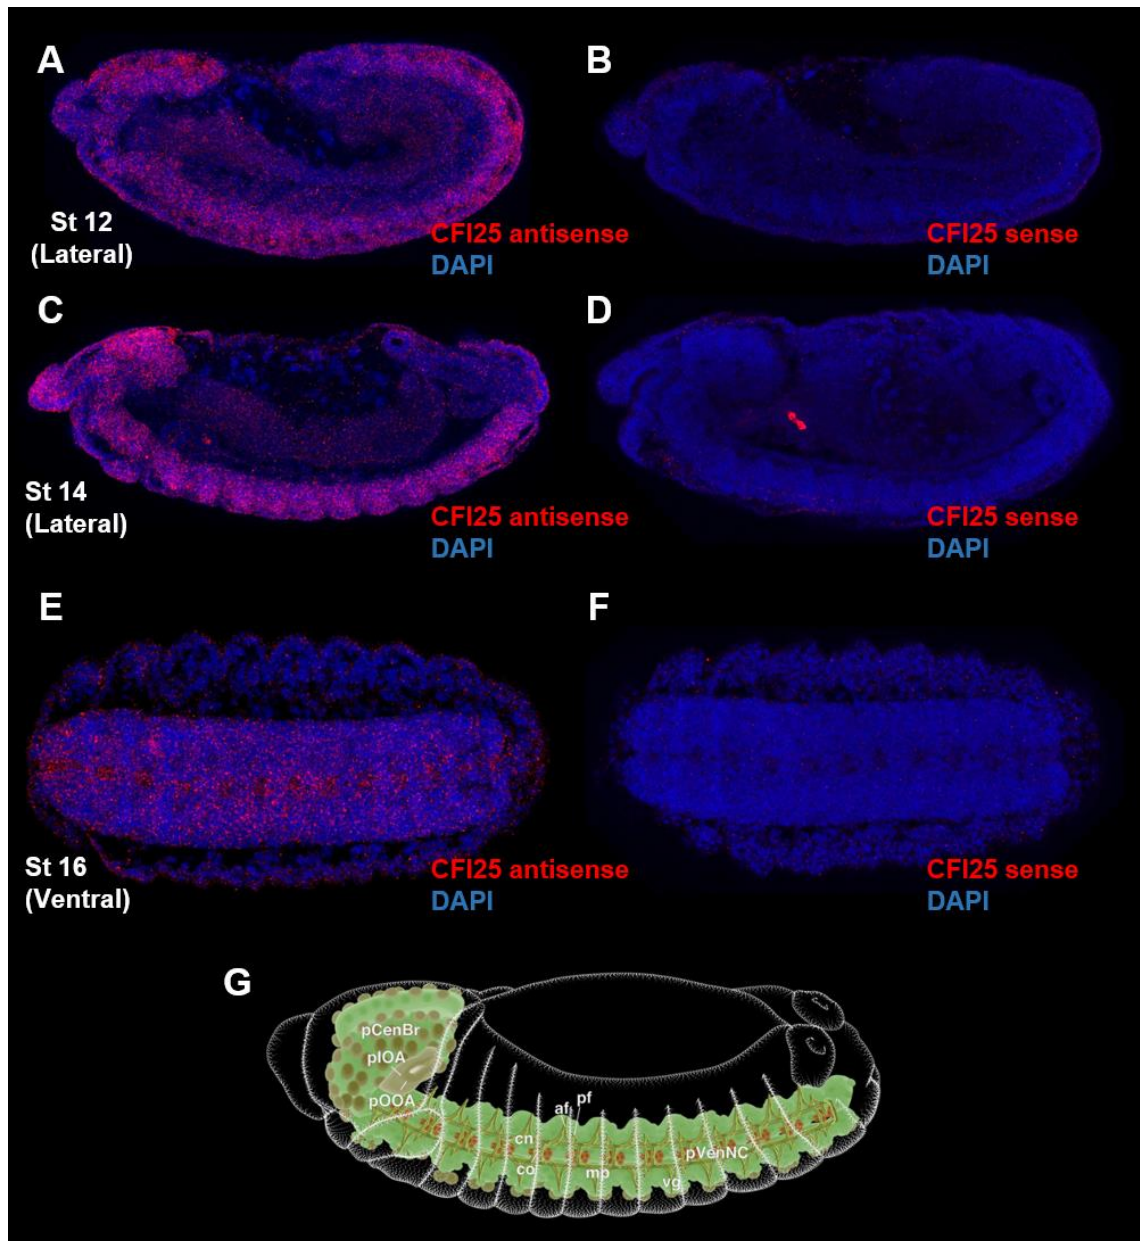 A
B
St 12
(Lateral)
CFI25 antisense
DAPI
CFI25 sense
DAPI
C
D
St 14
(Lateral)
CFI25 antisense
DAPI
CFI25 sense
DAPI
E
F
St 16
(Ventral)
CFI25 antisense
DAPI
CFI25 sense
DAPI
G
pCenBr
pIOA
pOOA
af
pf
cn
co
mp
pVenNC
vg